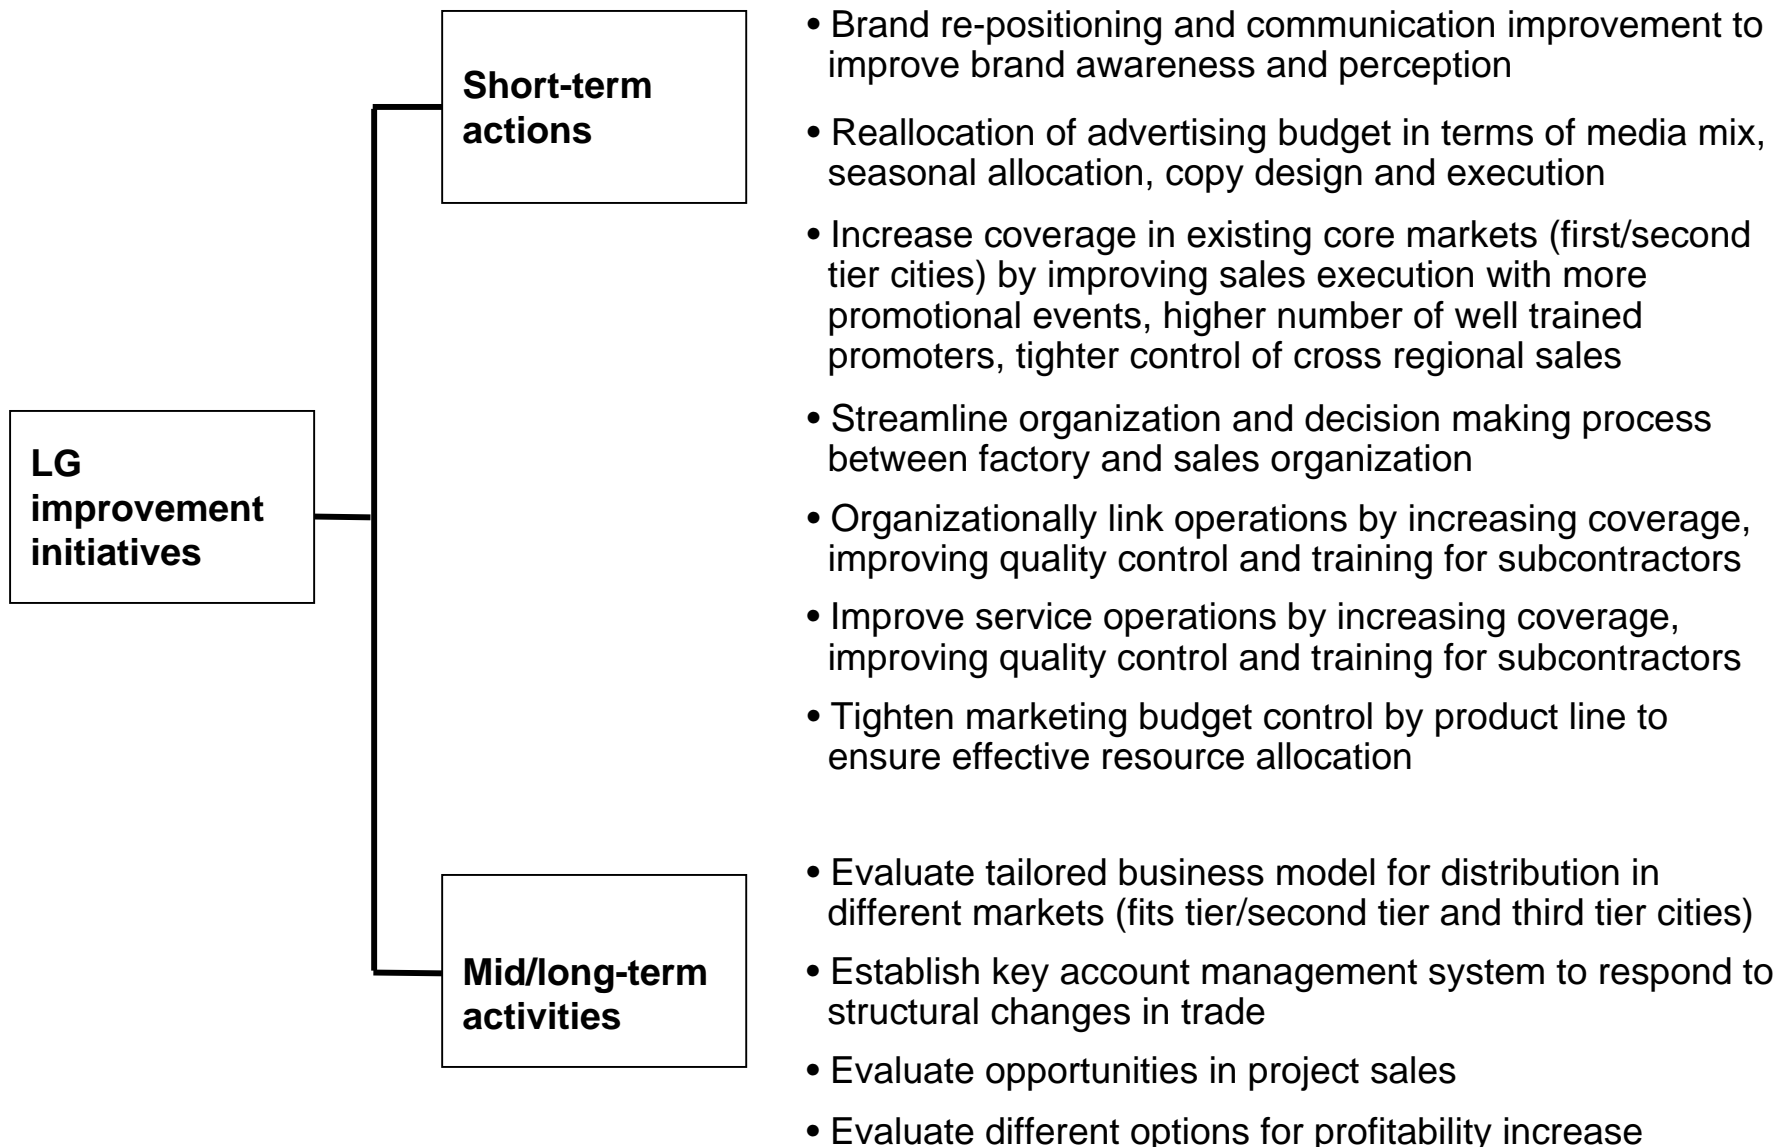 LG
improvement
initiatives
Short-term
actions
• Brand re-positioning and communication improvement to
improve brand awareness and perception
• Reallocation of advertising budget in terms of media mix,
seasonal allocation, copy design and execution
• Increase coverage in existing core markets (first/second
tier cities) by improving sales execution with more
promotional events, higher number of well trained
promoters, tighter control of cross regional sales
• Streamline organization and decision making process
between factory and sales organization
• Organizationally link operations by increasing coverage,
improving quality control and training for subcontractors
• Improve service operations by increasing coverage,
improving quality control and training for subcontractors
• Tighten marketing budget control by product line to
ensure effective resource allocation
Mid/long-term
activities
• Evaluate tailored business model for distribution in
different markets (fits tier/second tier and third tier cities)
• Establish key account management system to respond to
structural changes in trade
• Evaluate opportunities in project sales
• Evaluate different options for profitability increase